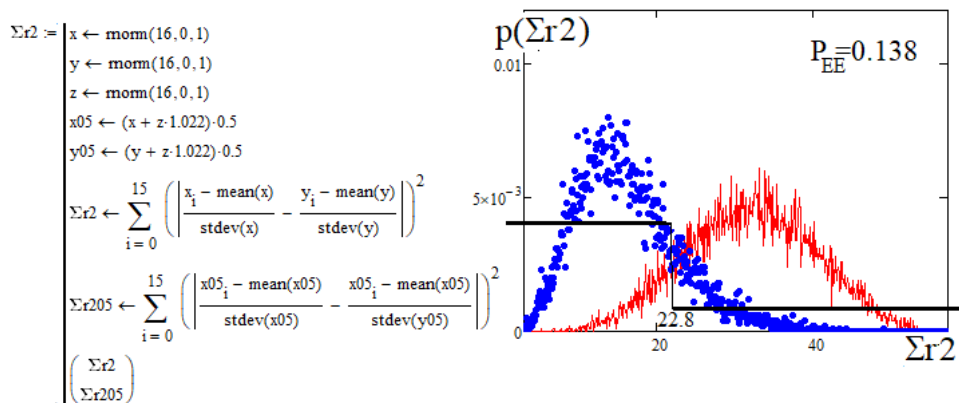 Σr2 :=
x ← rnorm(16,0,1)
y ← rnorm(16,0,1)
z ← rnorm(16,0,1)
x05 ← (x + z·1.022)·0.5
y05 ← (y + z·1.022)·0.5
Σr2 ← ∑ i = 0 15 ( | (x_i − mean(x)) / stdev(x) − (y_i − mean(y)) / stdev(y) | )^2
Σr205 ← ∑ i = 0 15 ( | (x05_i − mean(x05)) / stdev(x05) − (x05_i − mean(x05)) / stdev(y05) | )^2
( Σr2
Σr205 )
p(Σr2)
P_EE=0.138
0.01
5×10^−3
0
22.8
20
40
Σr2